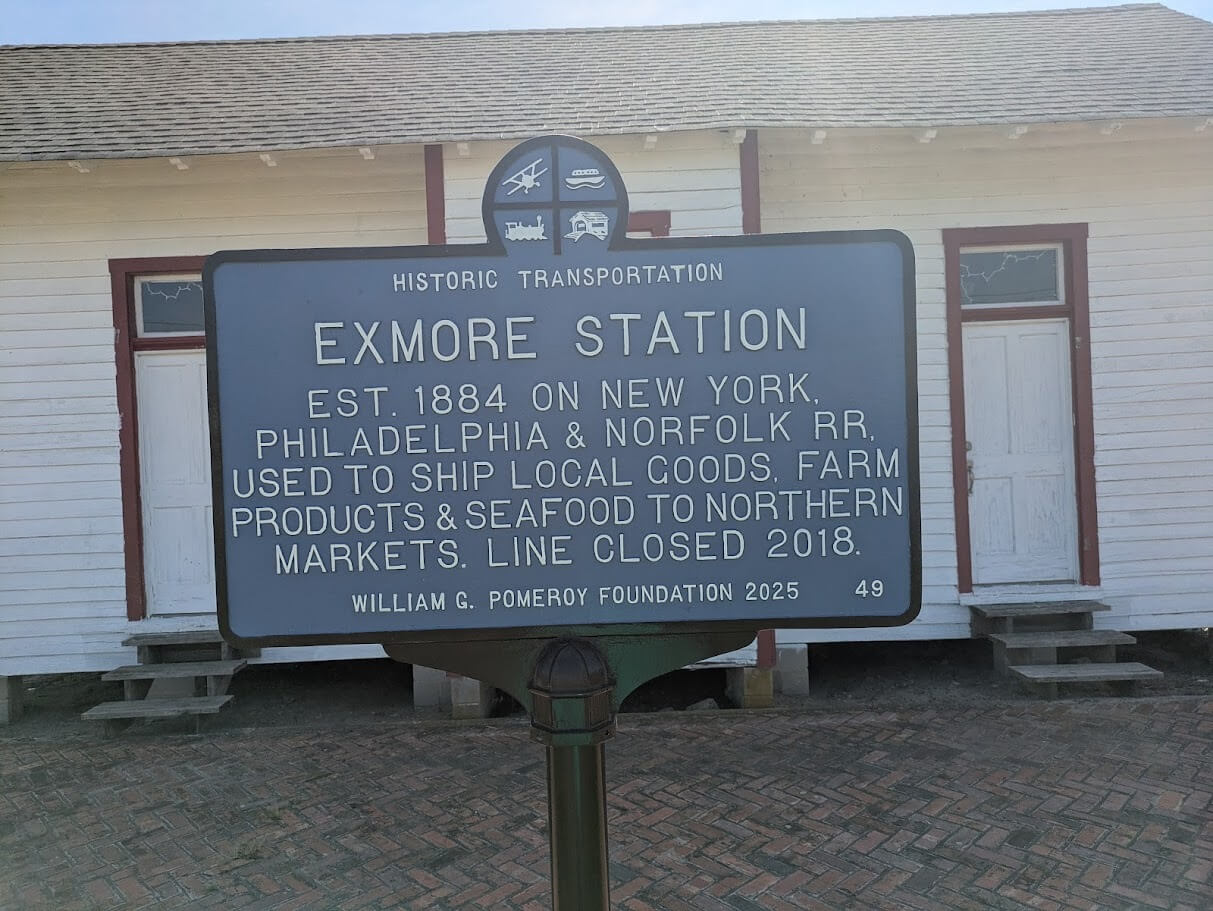 HISTORIC TRANSPORTATION
EXMORE STATION
EST. 1884 ON NEW YORK,
PHILADELPHIA & NORFOLK RR,
USED TO SHIP LOCAL GOODS, FARM
PRODUCTS & SEAFOOD TO NORTHERN
MARKETS. LINE CLOSED 2018.
WILLIAM G. POMEROY FOUNDATION 2025 49